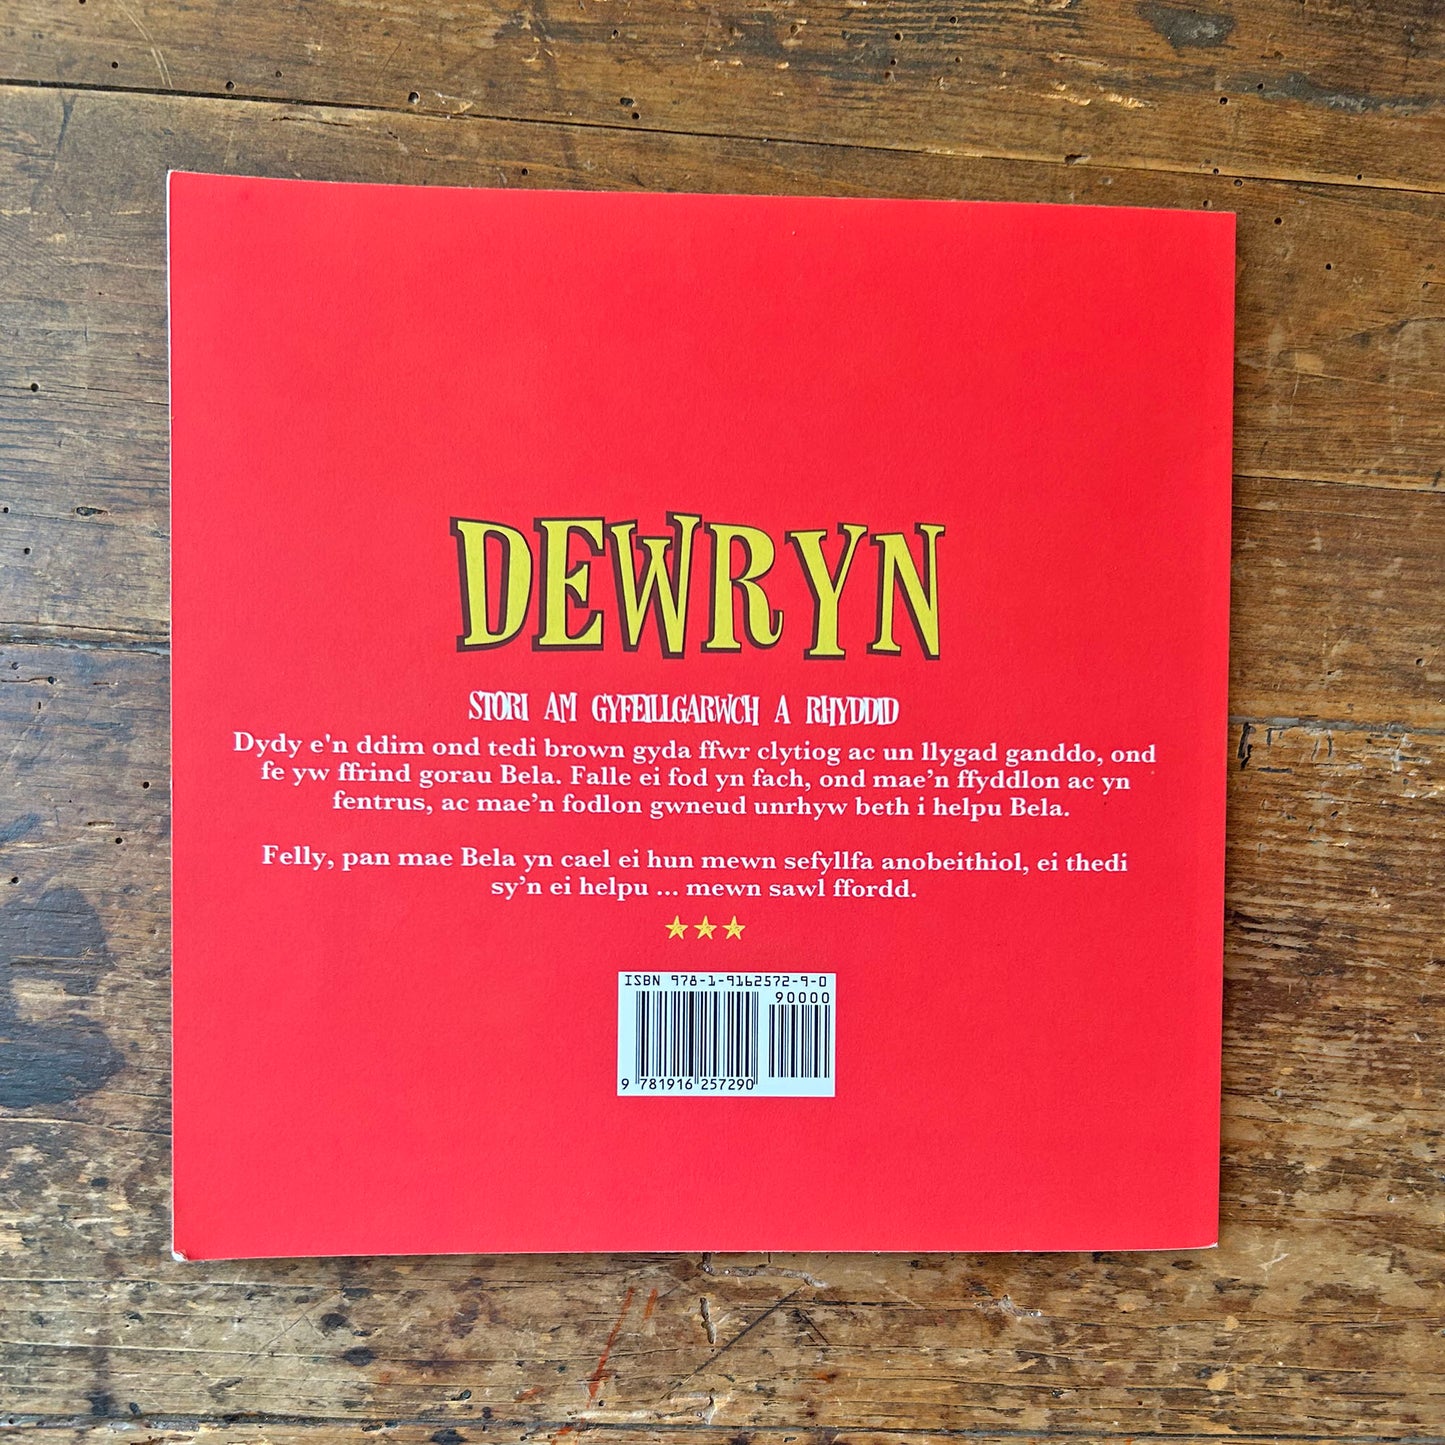 DEWRYN
STORI AM GYFEILLGARWCH A RHYDDID
Dydy e'n ddim ond tedi brown gyda ffwr clytiog ac un llygad ganddo, ond
fe yw ffrind gorau Bela. Falle ei fod yn fach, ond mae’n ffyddlon ac yn
fentrus, ac mae’n fodlon gwneud unrhyw beth i helpu Bela.
Felly, pan mae Bela yn cael ei hun mewn sefyllfa anobeithiol, ei thedi
sy’n ei helpu ... mewn sawl ffordd.
ISBN 978-1-9162572-9-0
90000
9 781916 257290